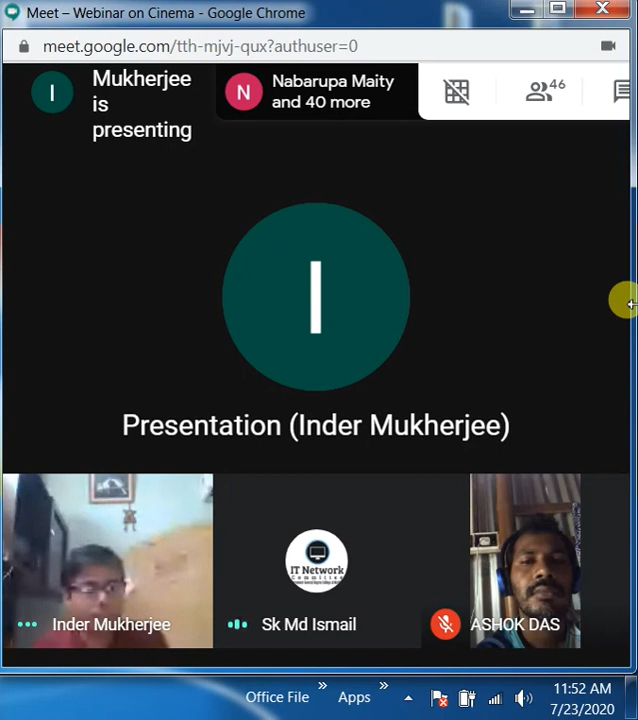 Meet – Webinar on Cinema - Google Chrome
meet.google.com/tth-mjvj-qux?authuser=0
I
Mukherjee
is
presenting
N
Nabarupa Maity
and 40 more
46
I
Presentation (Inder Mukherjee)
IT Network
Committee
Inder Mukherjee
Sk Md Ismail
ASHOK DAS
Office File
»
Apps
»
11:52 AM
7/23/2020